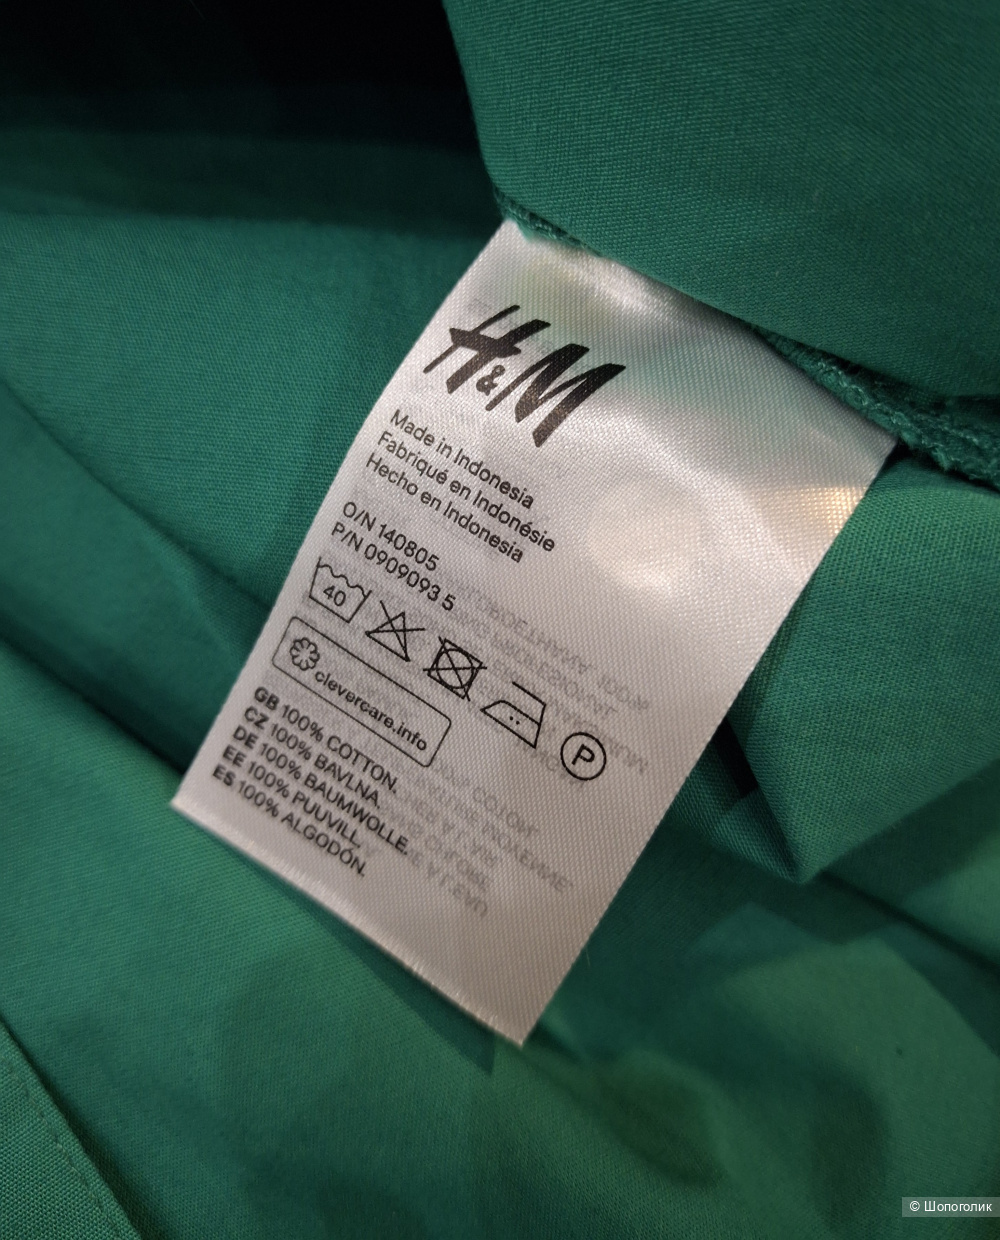 H&M
Made in Indonesia
Fabriqué en Indonésie
Hecho en Indonesia
O/N 140805
P/N 0909093 5
40
P
clevercare.info
GB 100% COTTON.
CZ 100% BAVLNA.
DE 100% BAUMWOLLE.
EE 100% PUUVILL.
ES 100% ALGODÓN.
© Шопоголик